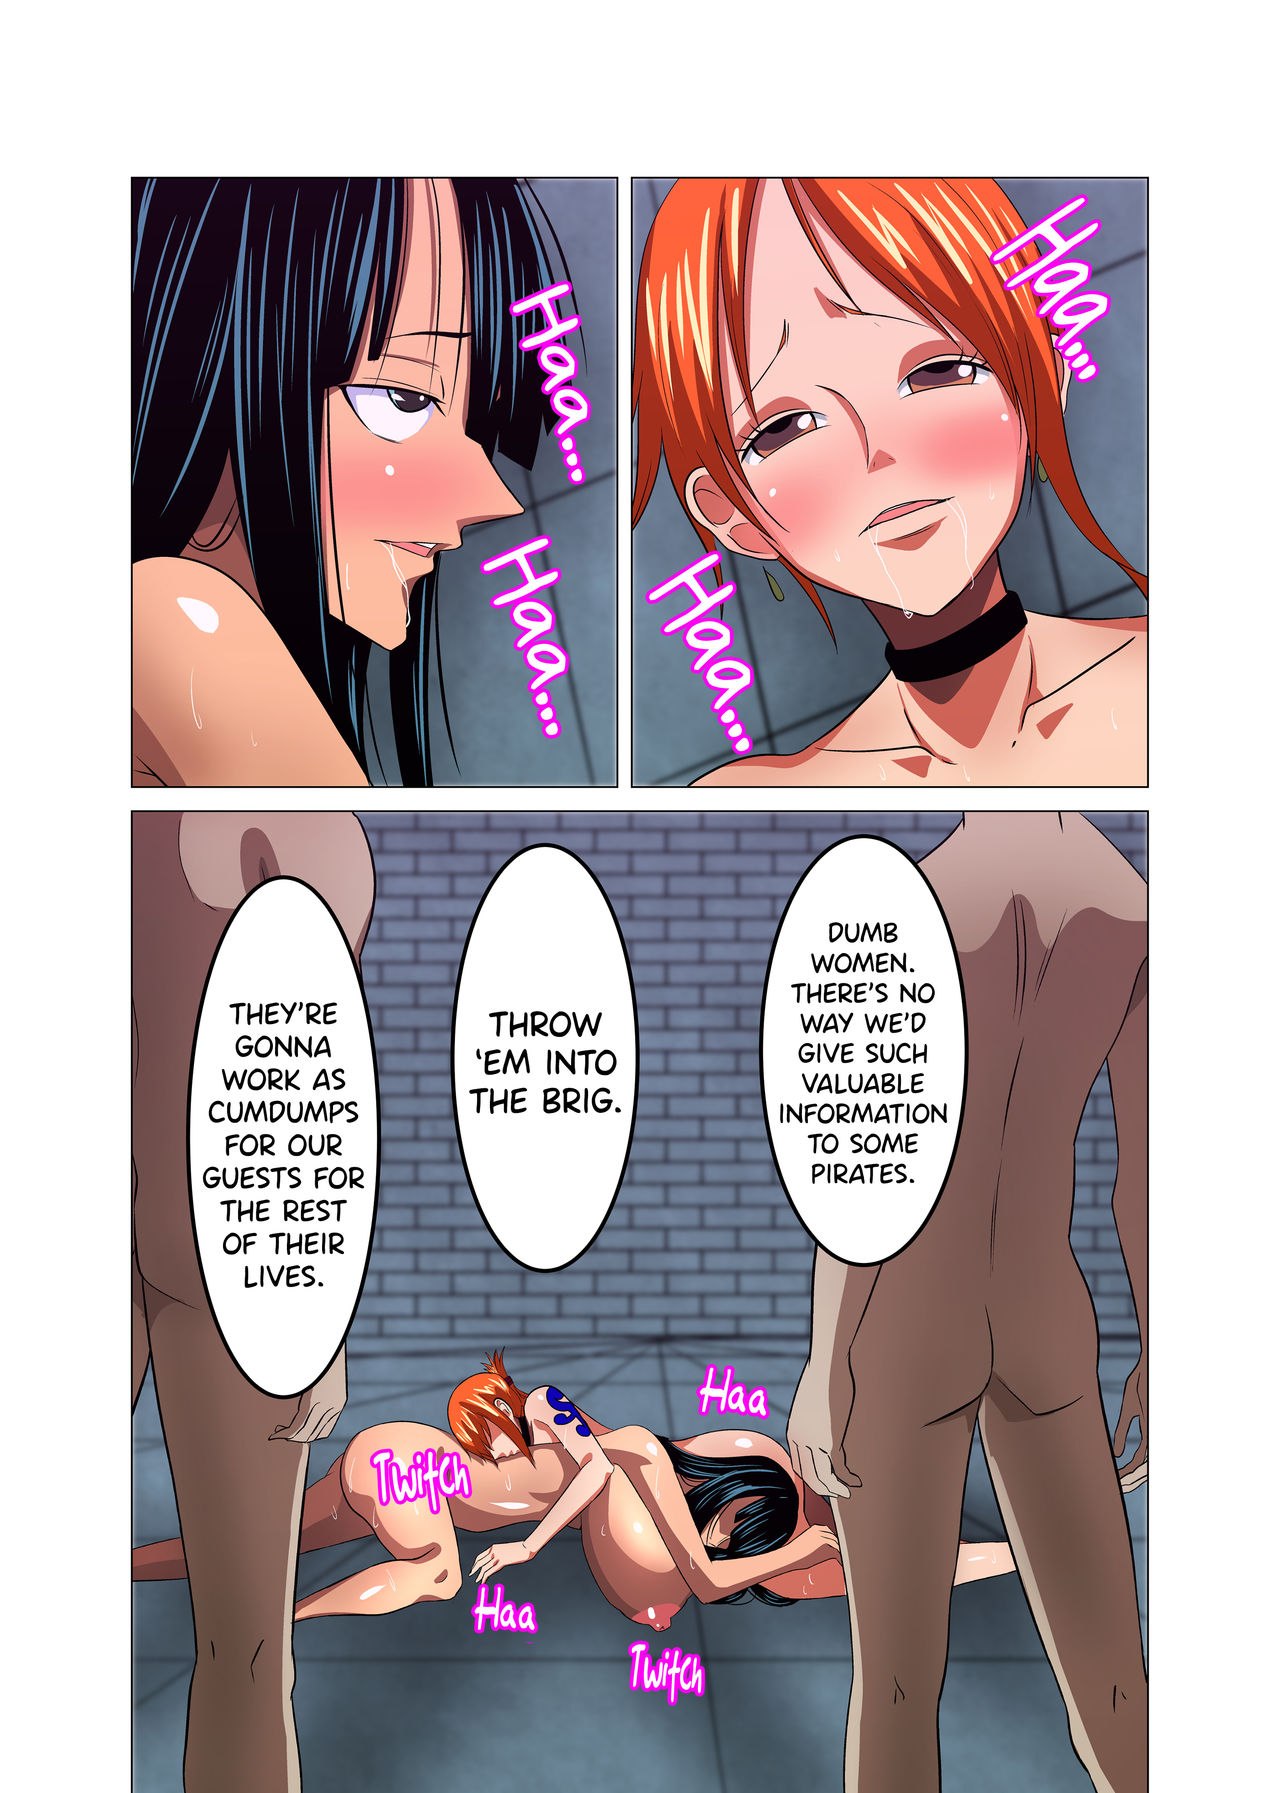 Haa...
Haa...
Haa...
Haa...
DUMB
WOMEN.
THERE'S NO
WAY WE'D
GIVE SUCH
VALUABLE
INFORMATION
TO SOME
PIRATES.
THROW
'EM INTO
THE BRIG.
THEY'RE
GONNA
WORK AS
CUMDUMPS
FOR OUR
GUESTS FOR
THE REST
OF THEIR
LIVES.
Haa
Twitch
Haa
Twitch